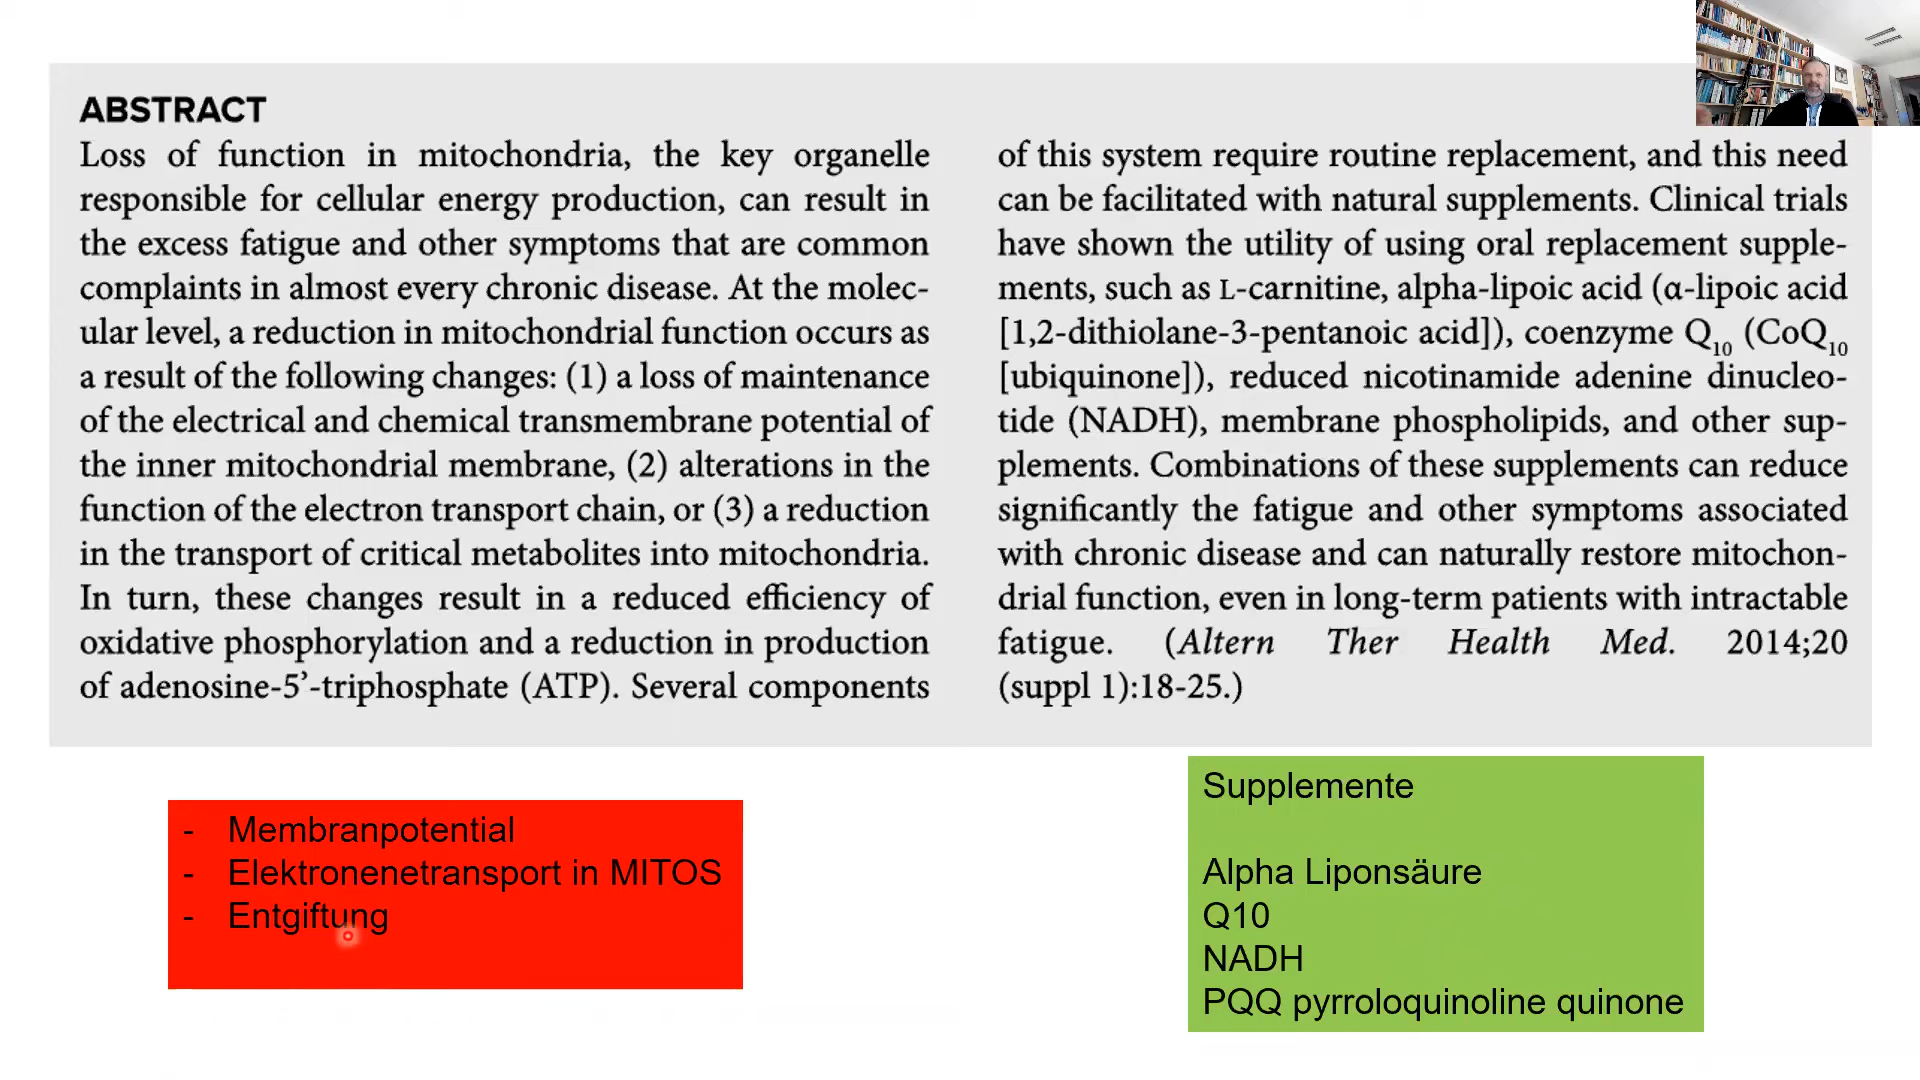 ABSTRACT
Loss of function in mitochondria, the key organelle
responsible for cellular energy production, can result in
the excess fatigue and other symptoms that are common
complaints in almost every chronic disease. At the molec-
ular level, a reduction in mitochondrial function occurs as
a result of the following changes: (1) a loss of maintenance
of the electrical and chemical transmembrane potential of
the inner mitochondrial membrane, (2) alterations in the
function of the electron transport chain, or (3) a reduction
in the transport of critical metabolites into mitochondria.
In turn, these changes result in a reduced efficiency of
oxidative phosphorylation and a reduction in production
of adenosine-5’-triphosphate (ATP). Several components
of this system require routine replacement, and this need
can be facilitated with natural supplements. Clinical trials
have shown the utility of using oral replacement supple-
ments, such as L-carnitine, alpha-lipoic acid (α-lipoic acid
[1,2-dithiolane-3-pentanoic acid]), coenzyme Q10 (CoQ10
[ubiquinone]), reduced nicotinamide adenine dinucleo-
tide (NADH), membrane phospholipids, and other sup-
plements. Combinations of these supplements can reduce
significantly the fatigue and other symptoms associated
with chronic disease and can naturally restore mitochon-
drial function, even in long-term patients with intractable
fatigue. (Altern Ther Health Med. 2014;20
(suppl 1):18-25.)
- Membranpotential
- Elektronenetransport in MITOS
- Entgiftung
Supplemente
Alpha Liponsäure
Q10
NADH
PQQ pyrroloquinoline quinone